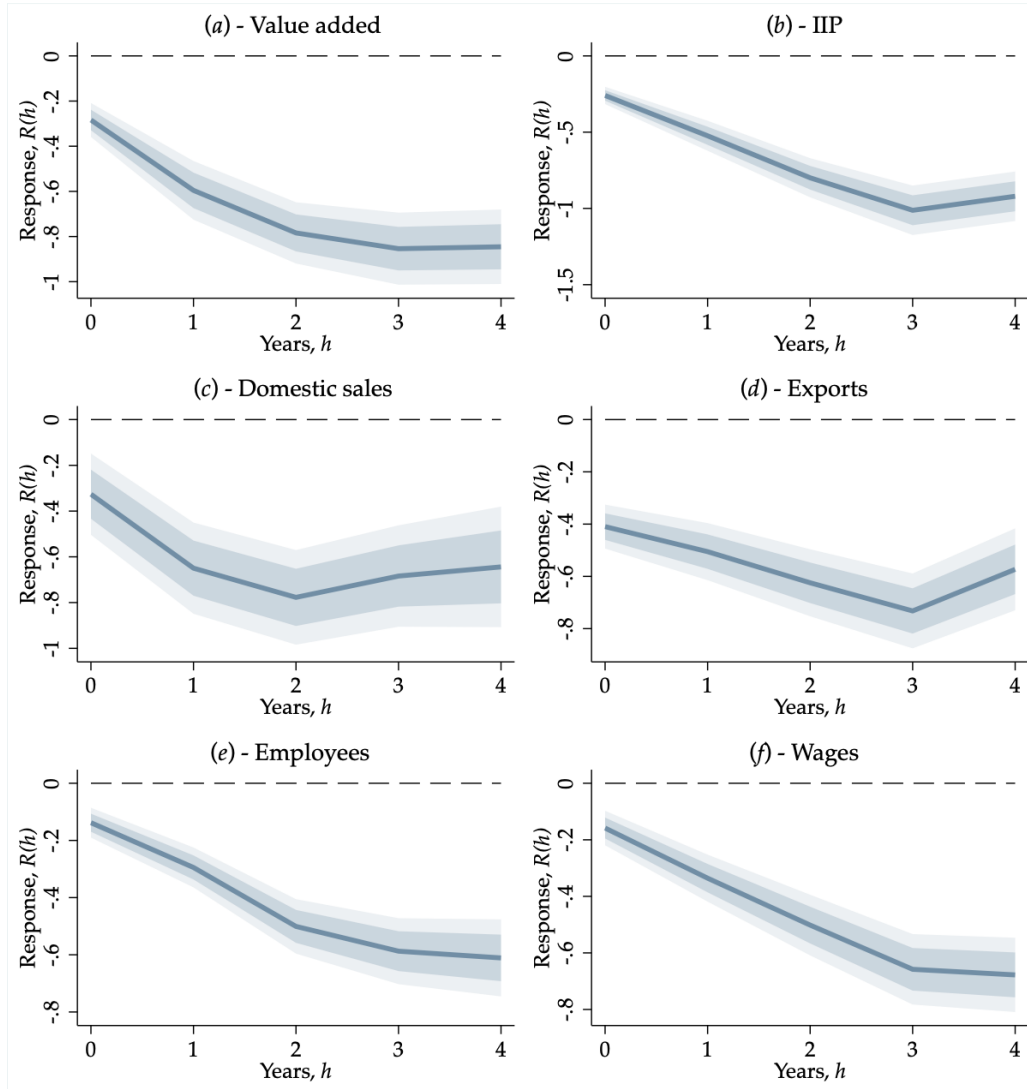 (a) - Value added
Response, R(h)
0
-.2
-.4
-.6
-.8
-1
0 1 2 3 4
Years, h
(b) - IIP
Response, R(h)
0
-.5
-1
-1.5
0 1 2 3 4
Years, h
(c) - Domestic sales
Response, R(h)
0
-.2
-.4
-.6
-.8
-1
0 1 2 3 4
Years, h
(d) - Exports
Response, R(h)
0
-.2
-.4
-.6
-.8
0 1 2 3 4
Years, h
(e) - Employees
Response, R(h)
0
-.2
-.4
-.6
-.8
0 1 2 3 4
Years, h
(f) - Wages
Response, R(h)
0
-.2
-.4
-.6
-.8
0 1 2 3 4
Years, h